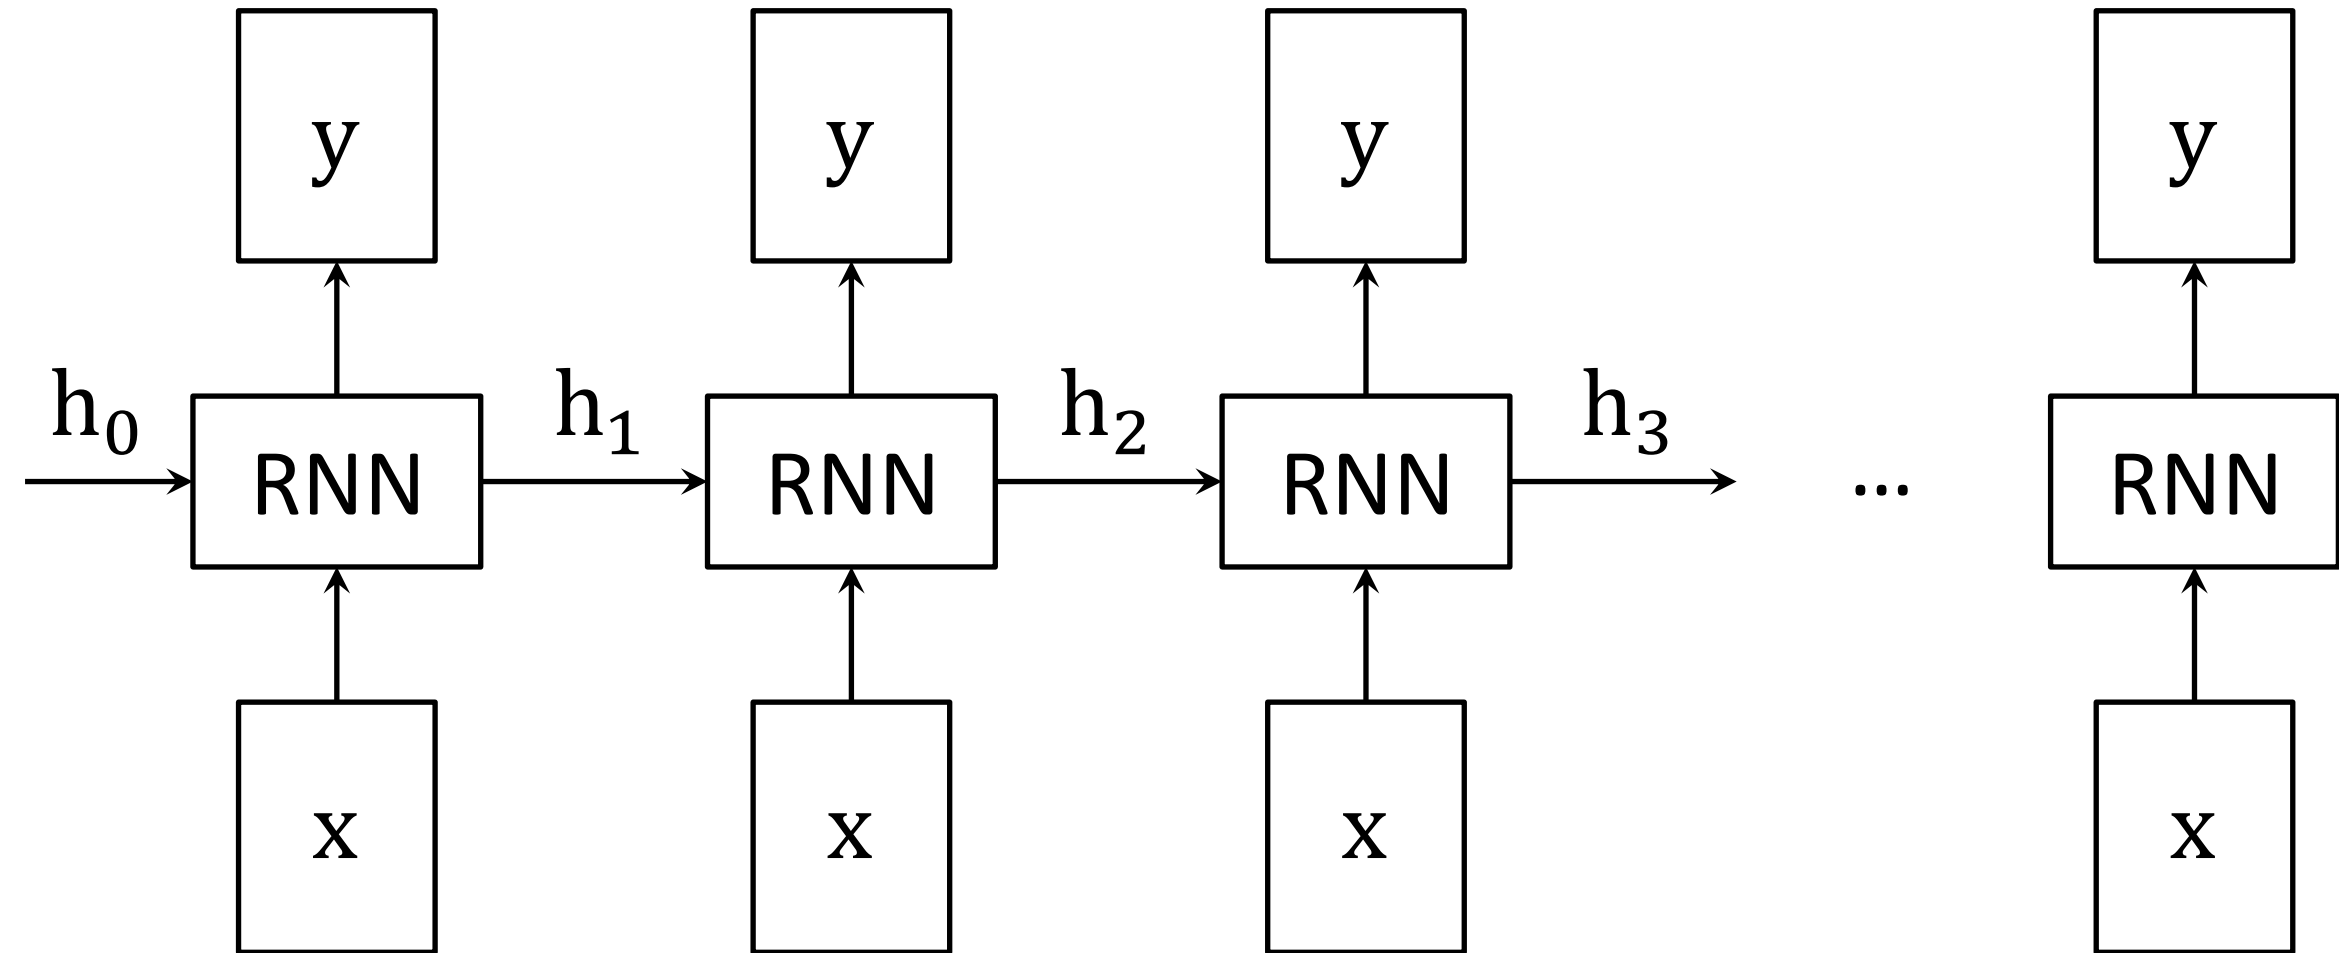 y y y y
h₀ h₁ h₂ h₃
RNN RNN RNN ... RNN
x x x x